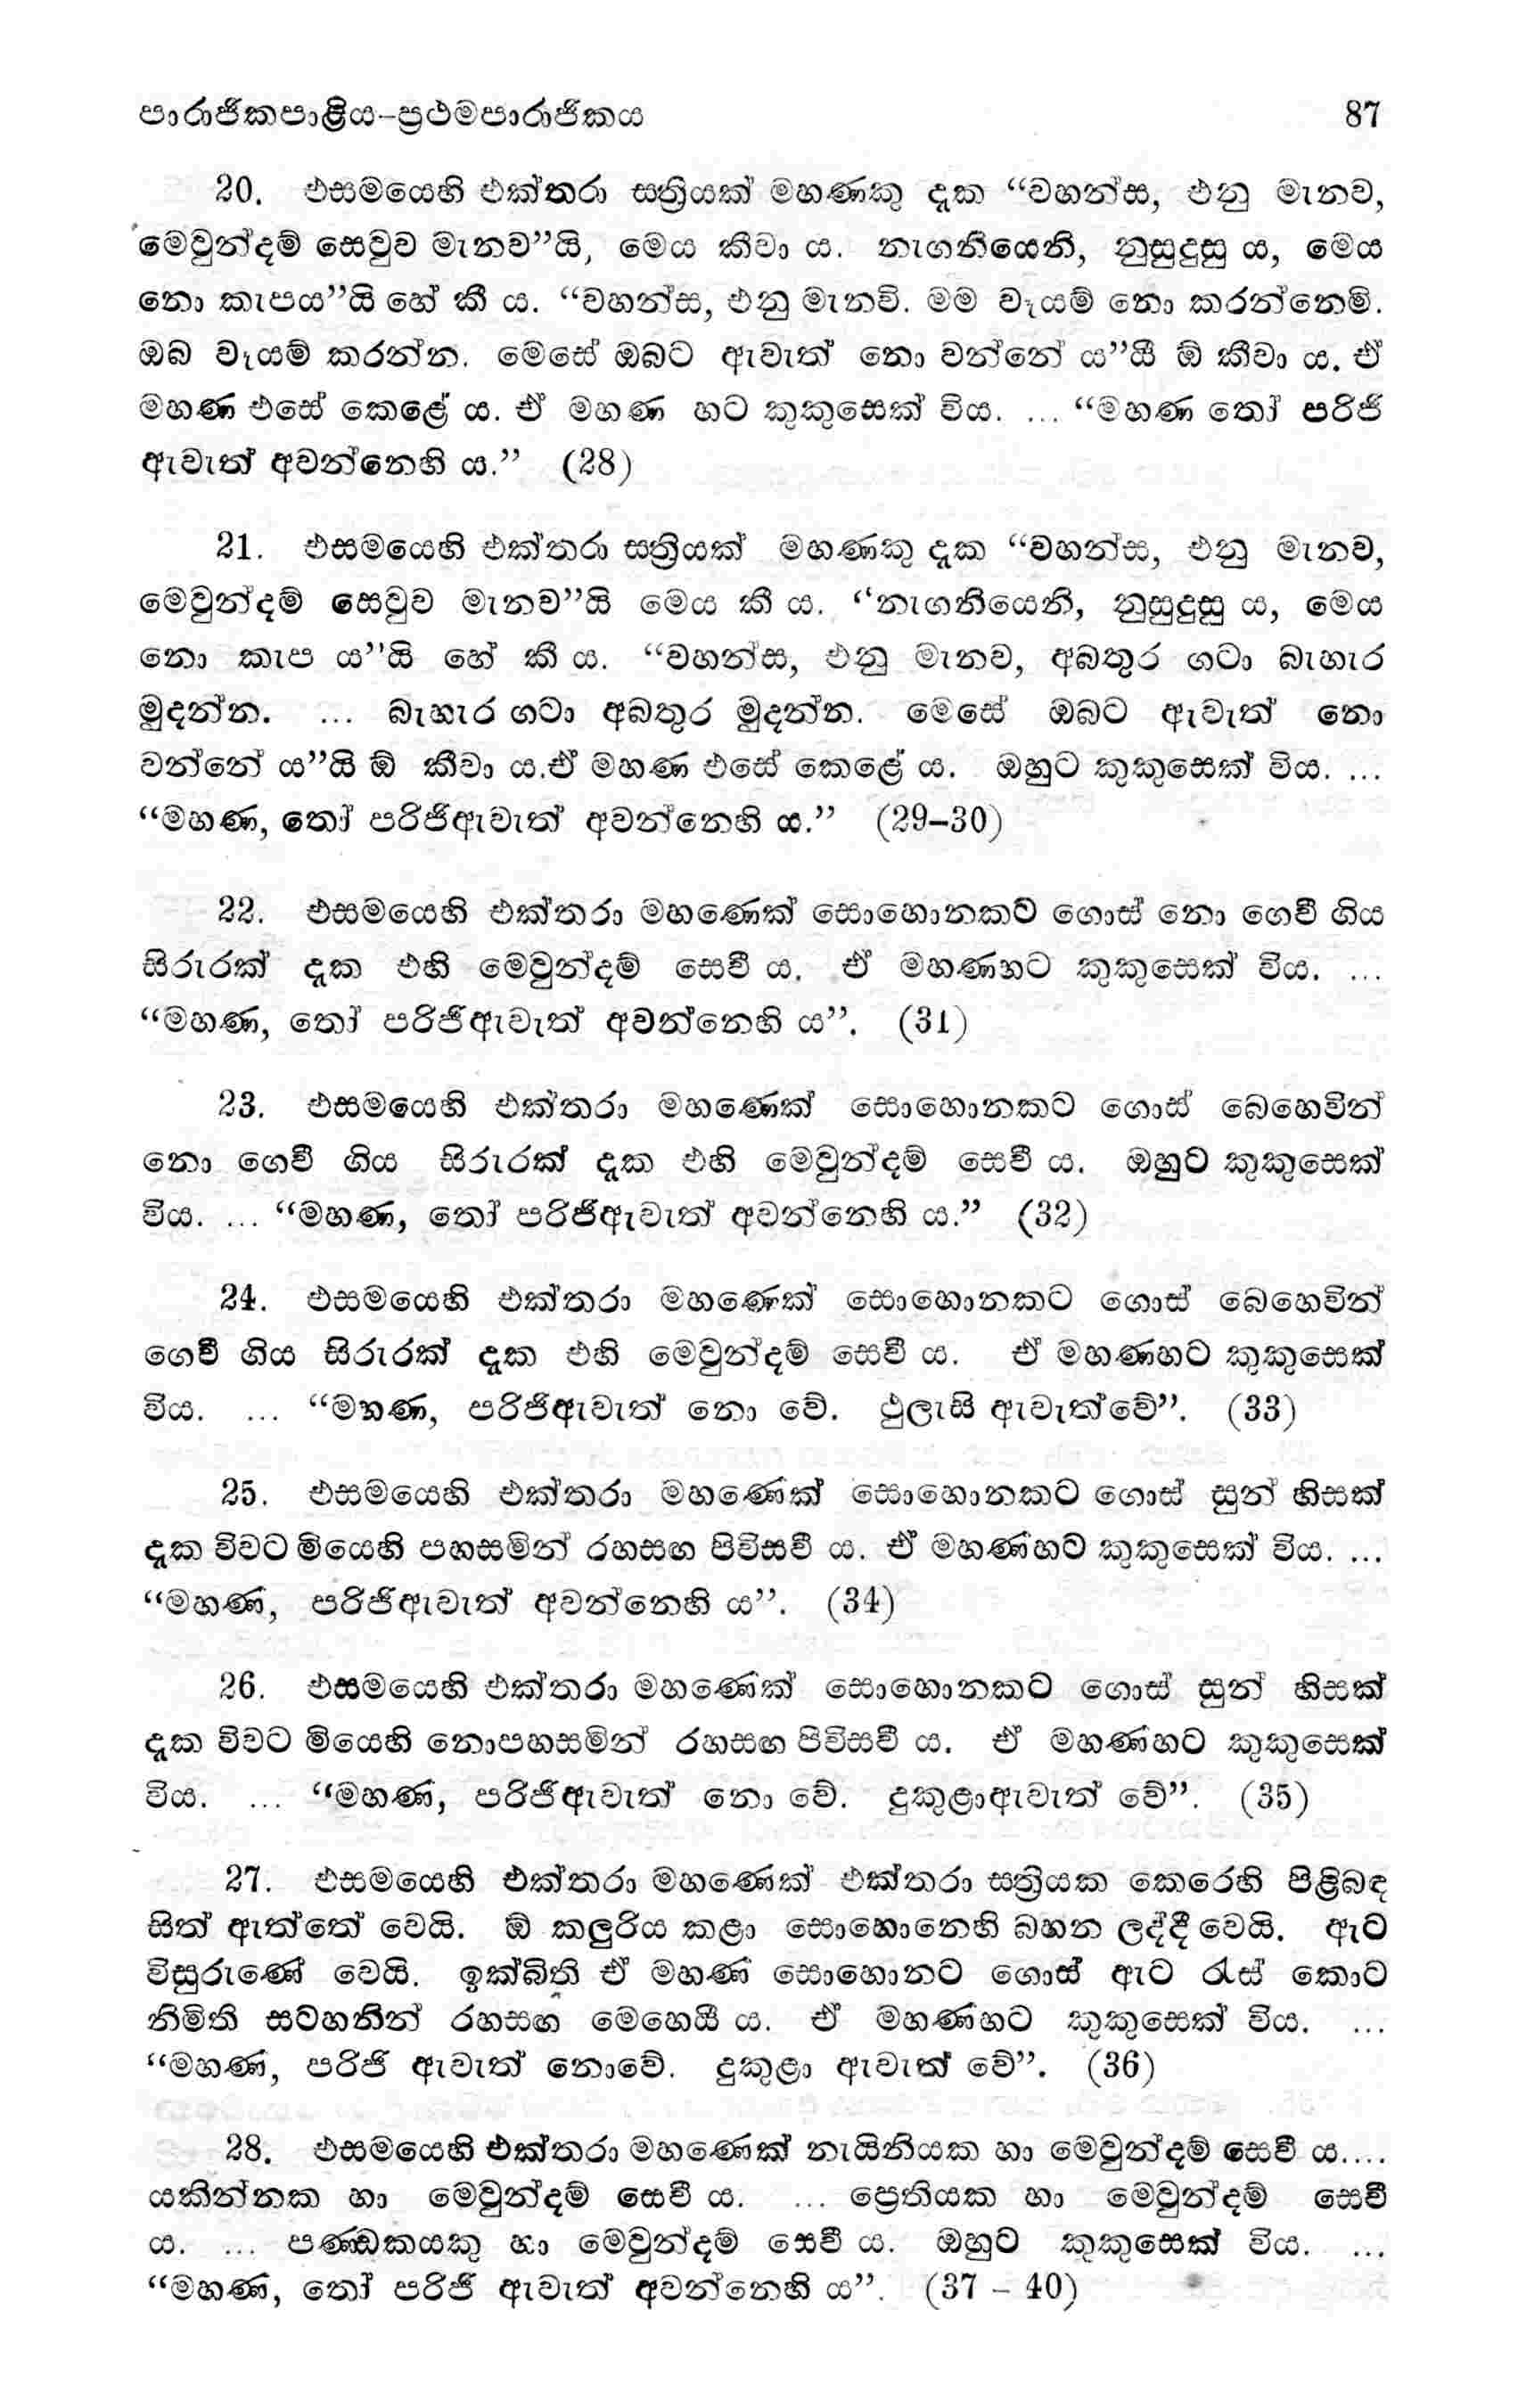 පාරාජිකපාළිය-ප්‍රථමපාරාජිකය 87
20. එසමයෙහි එක්තරා සත්‍රියක් මහණකු දැක “වහන්ස, එනු මැනව,
මෙවුන්දම් සෙවුව මැනව”යි, මෙය කීවා ය. නැගනියෙනි, නුසුදුසු ය, මෙය
නො කැපය”යි හේ කී ය. “වහන්ස, එනු මැනවි. මම වෑයම් නො කරන්නෙමි.
ඔබ වෑයම් කරන්න. මෙසේ ඔබට ඇවැත් නො වන්නේ ය”යී ඕ කීවා ය. ඒ
මහණ එසේ කෙළේ ය. ඒ මහණ හට කුකුසෙක් විය. ... “මහණ තෝ පරිජි
ඇවැත් අවන්නෙහි ය.” (28)
21. එසමයෙහි එක්තරා සත්‍රියක් මහණකු දැක “වහන්ස, එනු මැනව,
මෙවුන්දම් සෙවුව මැනව”යි මෙය කී ය. “නැගනියෙනි, නුසුදුසු ය, මෙය
නො කැප ය”යි හේ කී ය. “වහන්ස, එනු මැනව, අබතුර ගටා බැහැර
මුදන්න. ... බැහැර ගටා අබතුර මුදන්න. මෙසේ ඔබට ඇවැත් නො
වන්නේ ය”යි ඕ කීවා ය.ඒ මහණ එසේ කෙළේ ය. ඔහුට කුකුසෙක් විය. ...
“මහණ, තෝ පරිජිඇවැත් අවන්නෙහි ය.” (29–30)
22. එසමයෙහි එක්තරා මහණෙක් සොහොනකට ගොස් නො ගෙවී ගිය
සිරුරක් දැක එහි මෙවුන්දම් සෙවී ය. ඒ මහණහට කුකුසෙක් විය. ...
“මහණ, තෝ පරිජිඇවැත් අවන්නෙහි ය”. (31)
23. එසමයෙහි එක්තරා මහණෙක් සොහොනකට ගොස් බෙහෙවින්
නො ගෙවී ගිය සිරුරක් දැක එහි මෙවුන්දම් සෙවී ය. ඔහුට කුකුසෙක්
විය. ... “මහණ, තෝ පරිජිඇවැත් අවන්නෙහි ය.” (32)
24. එසමයෙහි එක්තරා මහණෙක් සොහොනකට ගොස් බෙහෙවින්
ගෙවී ගිය සිරුරක් දැක එහි මෙවුන්දම් සෙවී ය. ඒ මහණහට කුකුසෙක්
විය. ... “මහණ, පරිජිඇවැත් නො වේ. ථුලැසි ඇවැත්වේ”. (33)
25. එසමයෙහි එක්තරා මහණෙක් සොහොනකට ගොස් සුන් හිසක්
දැක විවට මියෙහි පහසමින් රහසඟ පිවිසවී ය. ඒ මහණහට කුකුසෙක් විය. ...
“මහණ, පරිජිඇවැත් අවන්නෙහි ය”. (34)
26. එසමයෙහි එක්තරා මහණෙක් සොහොනකට ගොස් සුන් හිසක්
දැක විවට මියෙහි නොපහසමින් රහසඟ පිවිසවී ය. ඒ මහණහට කුකුසෙක්
විය. ... “මහණ, පරිජිඇවැත් නො වේ. දුකුළාඇවැත් වේ”. (35)
27. එසමයෙහි එක්තරා මහණෙක් එක්තරා සත්‍රියක කෙරෙහි පිළිබඳ
සිත් ඇත්තේ වෙයි. ඕ කලුරිය කළා සොහොනෙහි බහන ලද්දී වෙයි. ඇට
විසුරුණේ වෙයි. ඉක්බිති ඒ මහණ සොහොනට ගොස් ඇට රැස් කොට
නිමිති සටහනින් රහසඟ මෙහෙයී ය. ඒ මහණහට කුකුසෙක් විය. ...
“මහණ, පරිජි ඇවැත් නොවේ. දුකුළා ඇවැත් වේ”. (36)
28. එසමයෙහි එක්තරා මහණෙක් නැයිනියක හා මෙවුන්දම් සෙවී ය....
යකින්නක හා මෙවුන්දම් සෙවී ය. ... ප්‍රෙතියක හා මෙවුන්දම් සෙවී
ය. ... පණ්ඩකයකු හා මෙවුන්දම් සෙවී ය. ඔහුට කුකුසෙක් විය. ...
“මහණ, තෝ පරිජි ඇවැත් අවන්නෙහි ය”. (37 – 40)